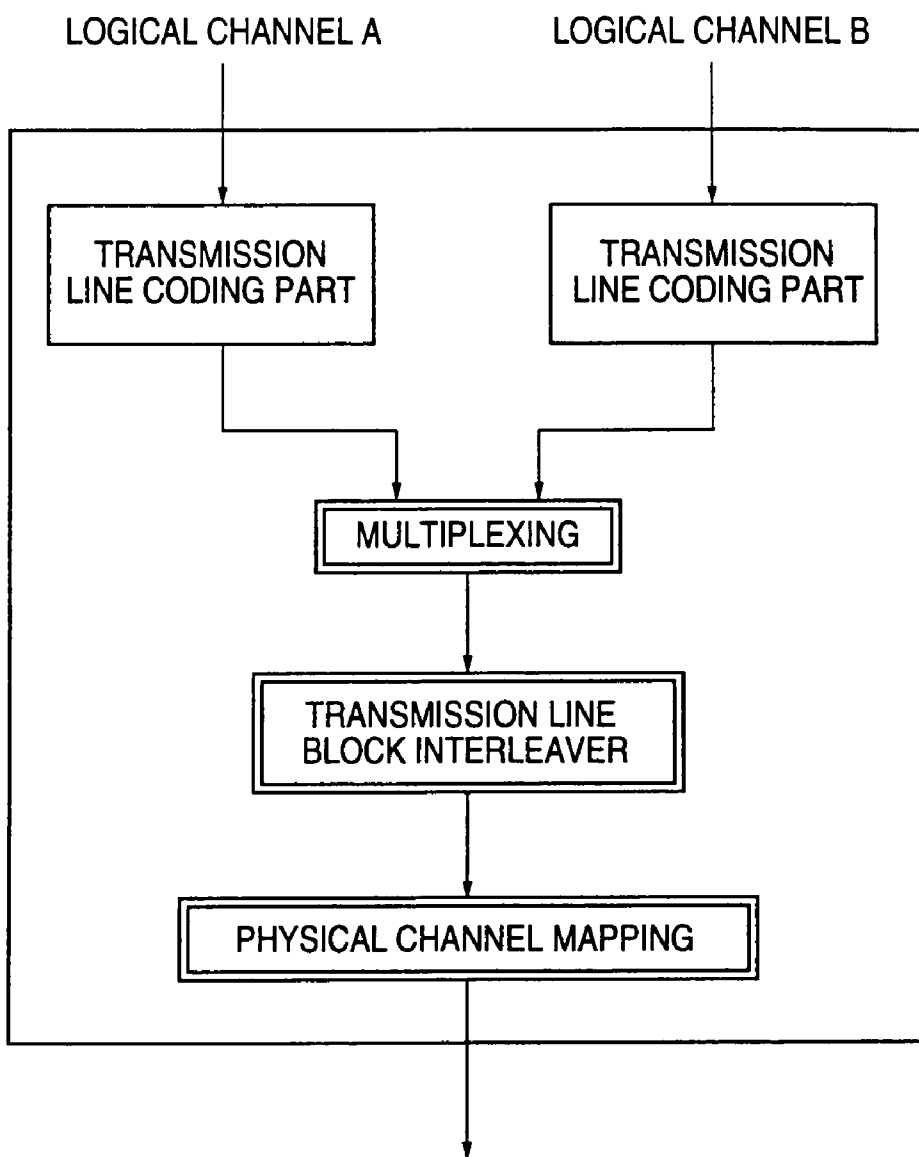 LOGICAL CHANNEL A
LOGICAL CHANNEL B
TRANSMISSION
LINE CODING PART
TRANSMISSION
LINE CODING PART
MULTIPLEXING
TRANSMISSION LINE
BLOCK INTERLEAVER
PHYSICAL CHANNEL MAPPING